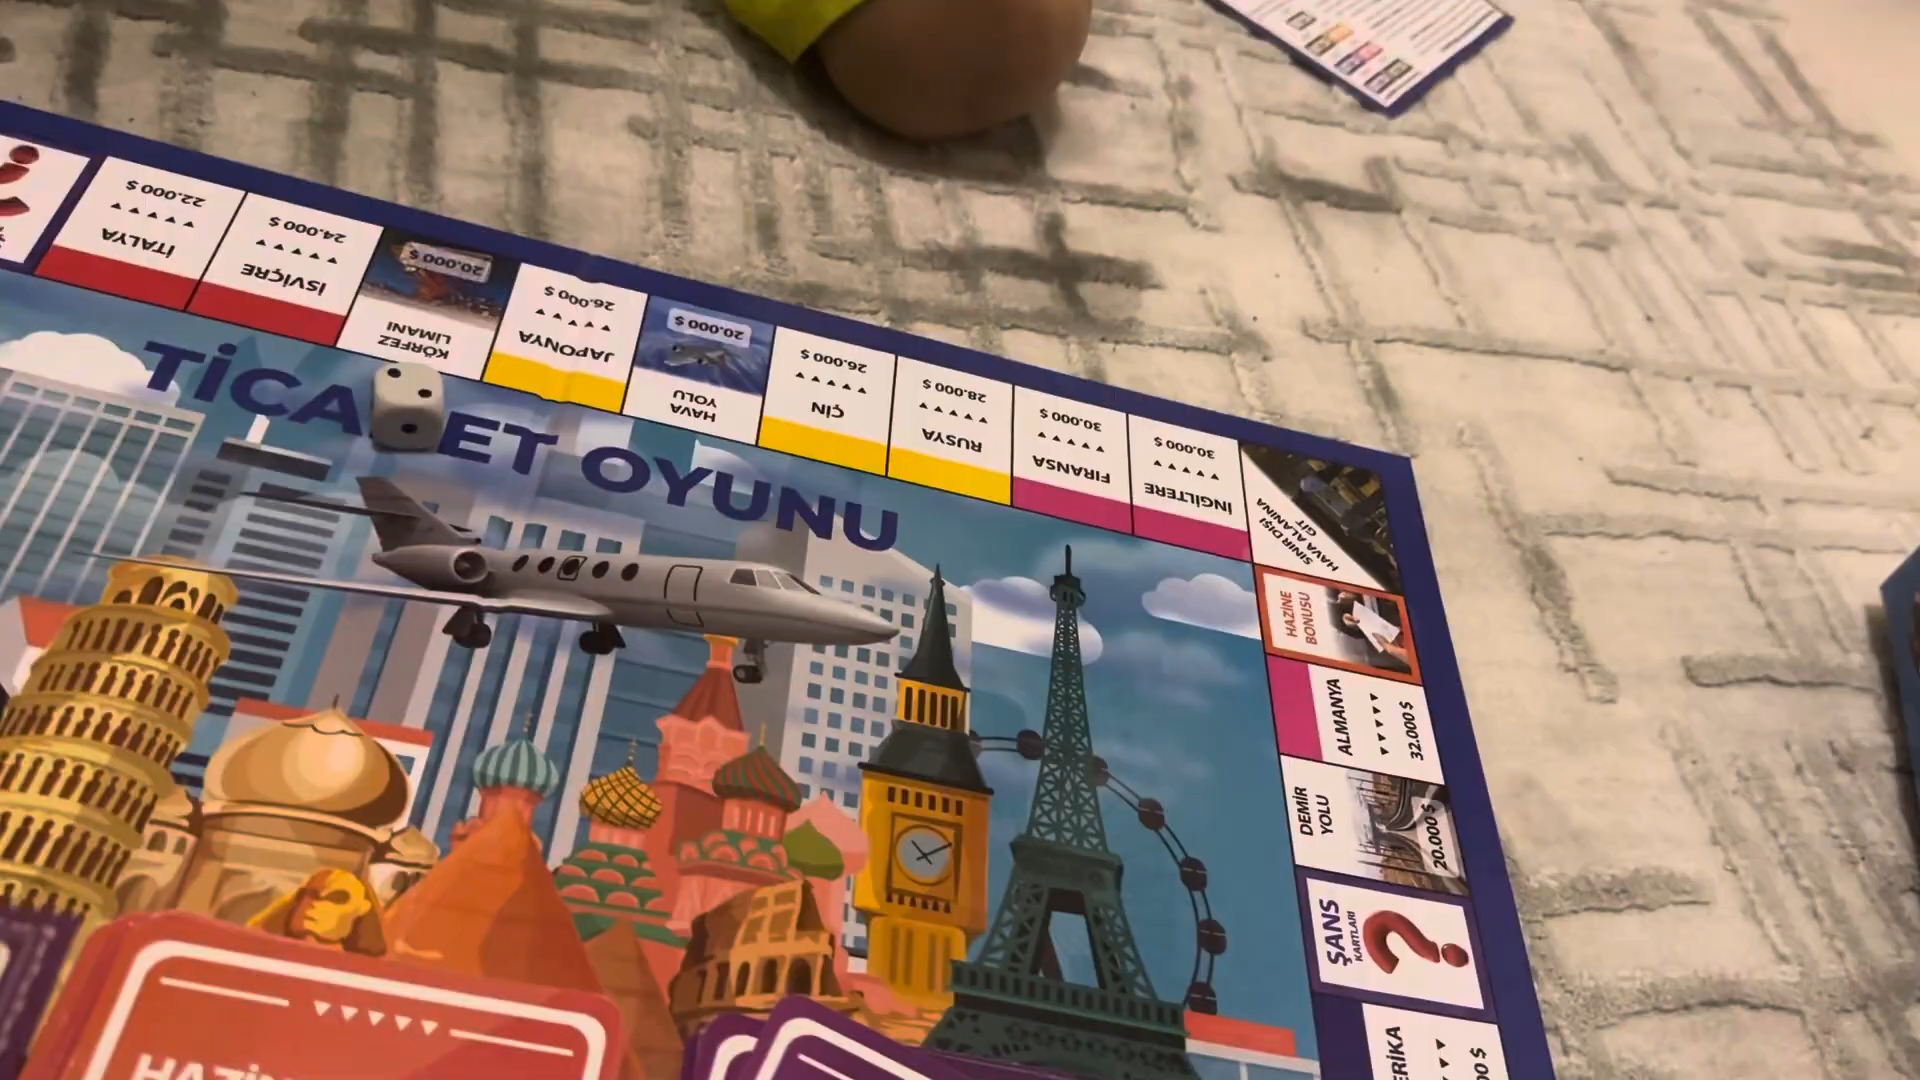 22.000 $
İTALYA
24.000 $
İSVİÇRE
20.000 $
KÖRFEZ
LİMANI
26.000 $
JAPONYA
20.000 $
HAVA
YOLU
26.000 $
ÇİN
28.000 $
RUSYA
30.000 $
FIRANSA
30.000 $
İNGİLTERE
SINIR DIŞI
HAVA ALANINA
GİT
TİCARET OYUNU
HAZİNE
BONUSU
ALMANYA
32.000 $
DEMİR
YOLU
20.000 $
ŞANS
KARTLARI
?